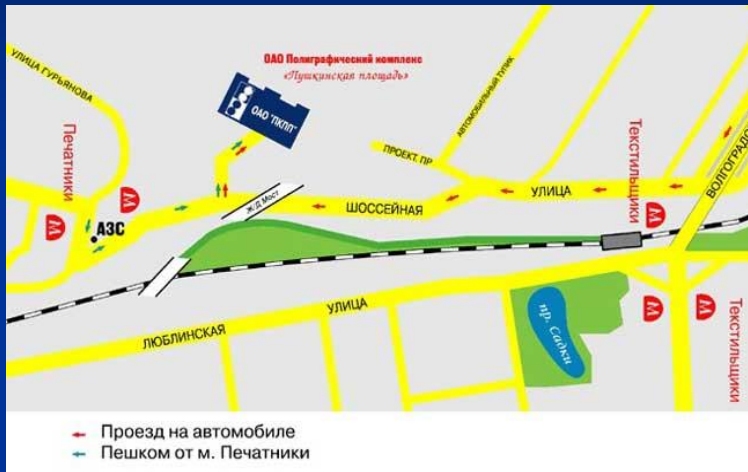 ОАО Полиграфический комплекс
«Пушкинская площадь»
УЛИЦА ГУРЬЯНОВА
ОАО "ПКПП"
АВТОМОБИЛЬНЫЙ ТУПИК
ПРОЕКТ. ПР
Печатники
М
М
АЗС
Ж/Д Мост
ШОССЕЙНАЯ
УЛИЦА
Текстильщики
М
ВОЛГОГРАДС
ЛЮБЛИНСКАЯ
УЛИЦА
пр. Садки
М
М
Текстильщики
Проезд на автомобиле
Пешком от м. Печатники